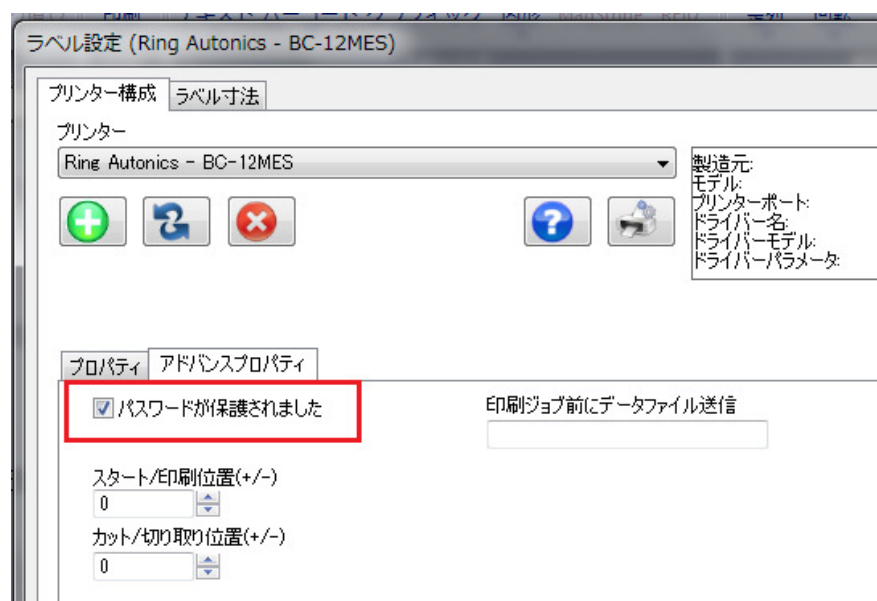 ラベル設定 (Ring Autonics - BC-12MES)
プリンター構成
ラベル寸法
プリンター
Ring Autonics - BC-12MES
製造元:
モデル:
プリンターポート:
ドライバー名:
ドライバーモデル:
ドライバーパラメータ:
プロパティ
アドバンスプロパティ
パスワードが保護されました
印刷ジョブ前にデータファイル送信
スタート/印刷位置(+/-)
0
カット/切り取り位置(+/-)
0